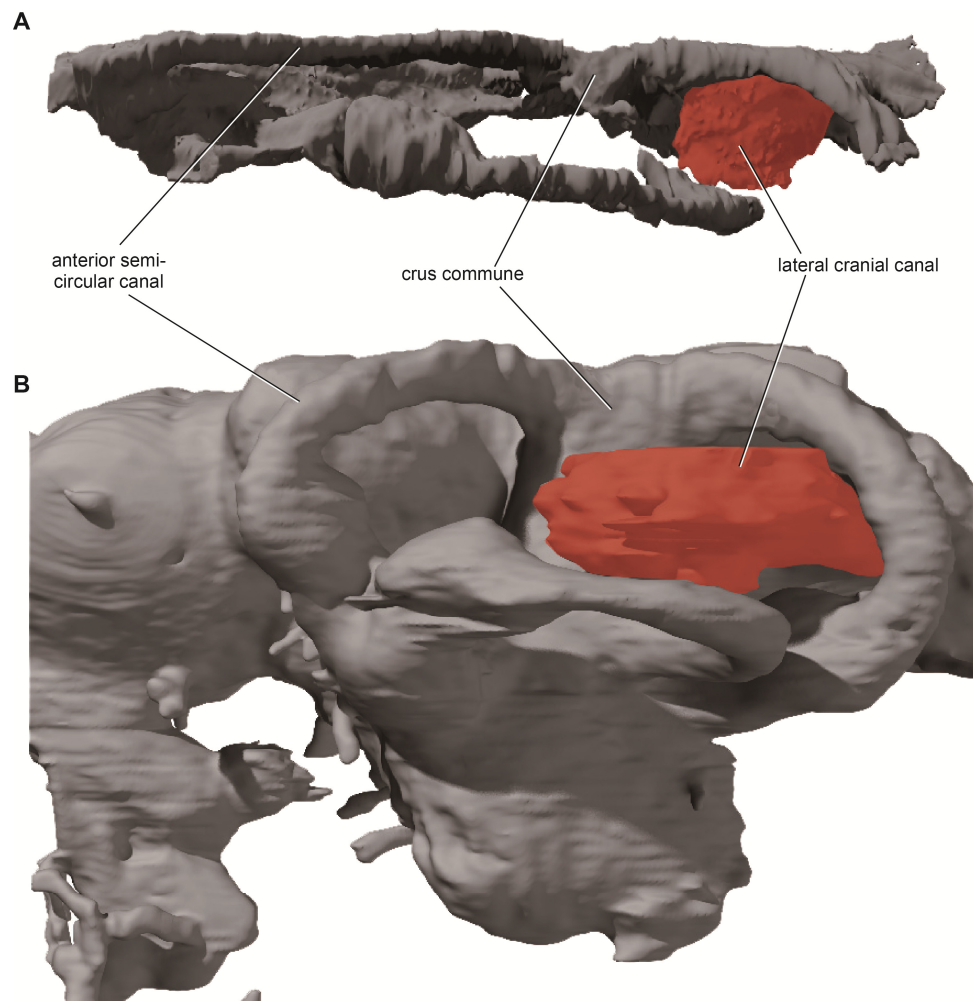 A
anterior semi-
circular canal
crus commune
lateral cranial canal
B